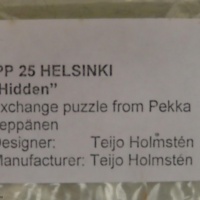 PP 25 HELSINKI
Hidden”
xchange puzzle from Pekka
eppänen
Designer: Teijo Holmstén
Manufacturer: Teijo Holmstén